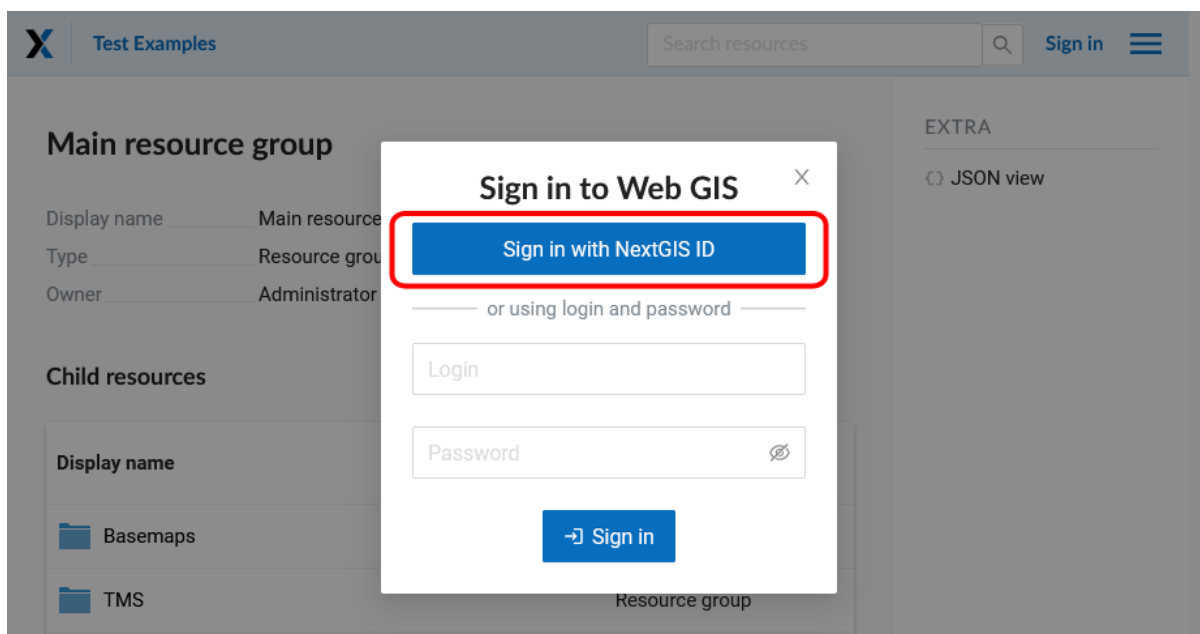 Test Examples
Search resources
Sign in
Main resource group
EXTRA
{} JSON view
Sign in to Web GIS
Display name Main resource
Sign in with NextGIS ID
Type Resource grou
Owner Administrator
or using login and password
Login
Child resources
Password
Display name
Sign in
Basemaps
TMS Resource group